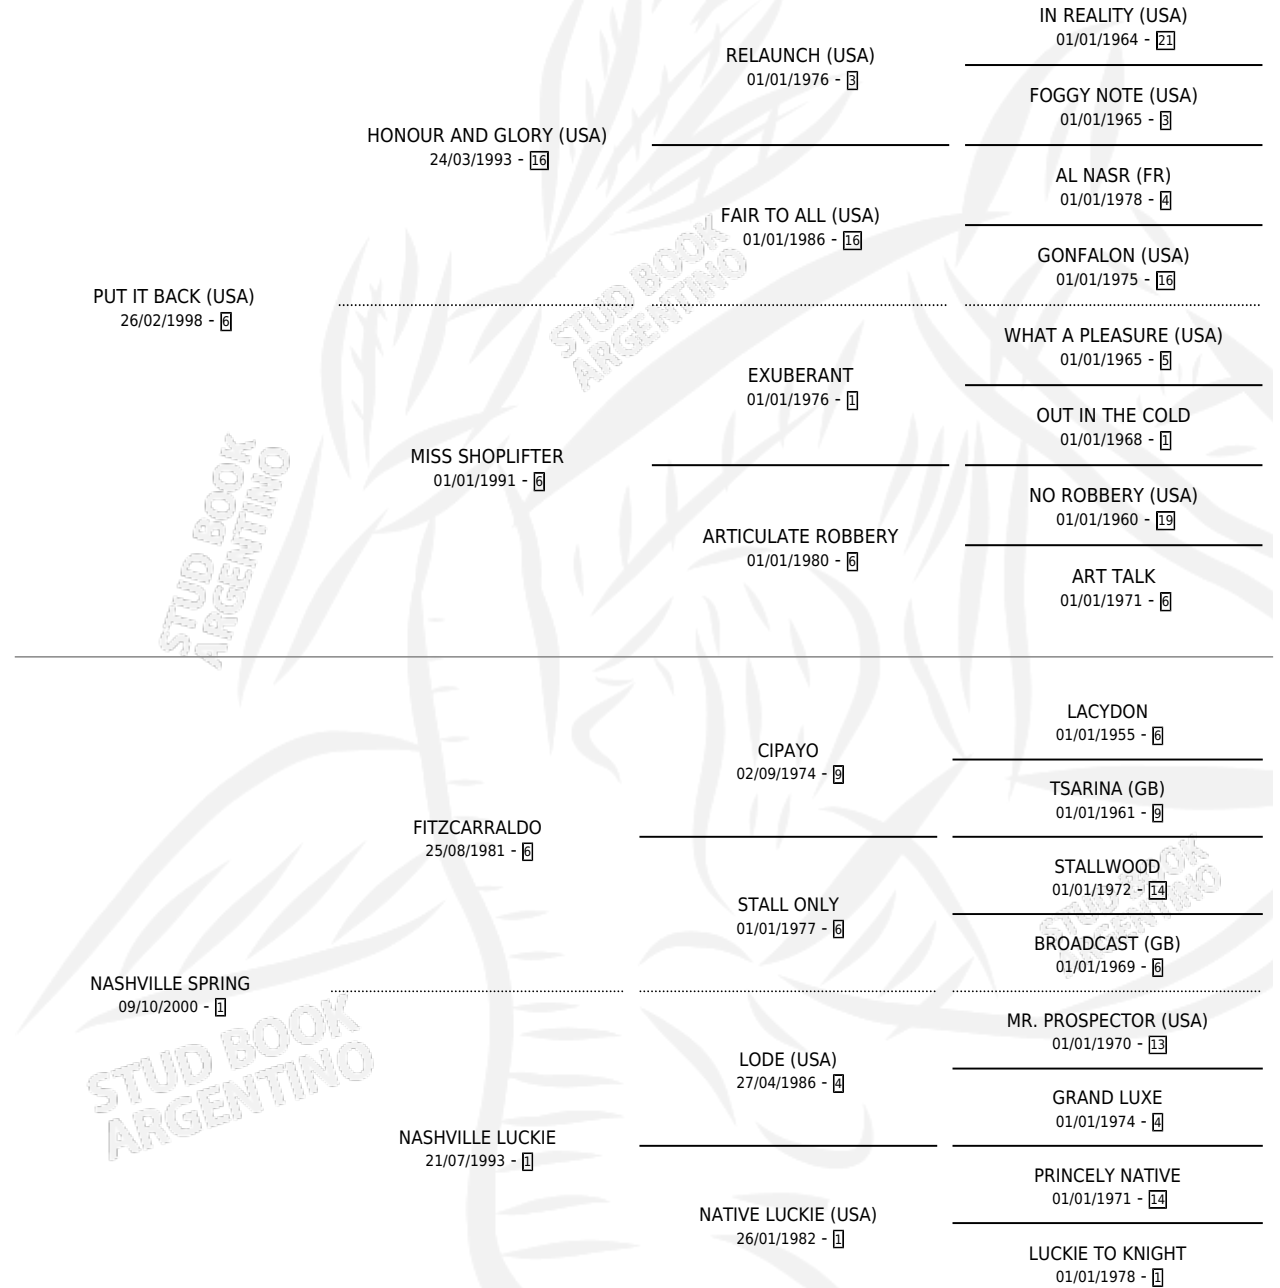 IN REALITY (USA)
01/01/1964 - 21
RELAUNCH (USA)
01/01/1976 - 3
FOGGY NOTE (USA)
01/01/1965 - 3
HONOUR AND GLORY (USA)
24/03/1993 - 16
AL NASR (FR)
01/01/1978 - 4
FAIR TO ALL (USA)
01/01/1986 - 16
GONFALON (USA)
01/01/1975 - 16
PUT IT BACK (USA)
26/02/1998 - 6
STUD BOOK
ARGENTINO
WHAT A PLEASURE (USA)
01/01/1965 - 5
EXUBERANT
01/01/1976 - 1
OUT IN THE COLD
01/01/1968 - 1
MISS SHOPLIFTER
01/01/1991 - 6
NO ROBBERY (USA)
01/01/1960 - 19
ARTICULATE ROBBERY
01/01/1980 - 6
ART TALK
01/01/1971 - 6
STUD BOOK
ARGENTINO
LACYDON
01/01/1955 - 6
CIPAYO
02/09/1974 - 9
TSARINA (GB)
01/01/1961 - 9
FITZCARRALDO
25/08/1981 - 6
STALLWOOD
01/01/1972 - 14
STALL ONLY
01/01/1977 - 6
BROADCAST (GB)
01/01/1969 - 6
STUD BOOK
ARGENTINO
NASHVILLE SPRING
09/10/2000 - 1
MR. PROSPECTOR (USA)
01/01/1970 - 13
LODE (USA)
27/04/1986 - 4
GRAND LUXE
01/01/1974 - 4
STUD BOOK
ARGENTINO
NASHVILLE LUCKIE
21/07/1993 - 1
PRINCELY NATIVE
01/01/1971 - 14
NATIVE LUCKIE (USA)
26/01/1982 - 1
LUCKIE TO KNIGHT
01/01/1978 - 1